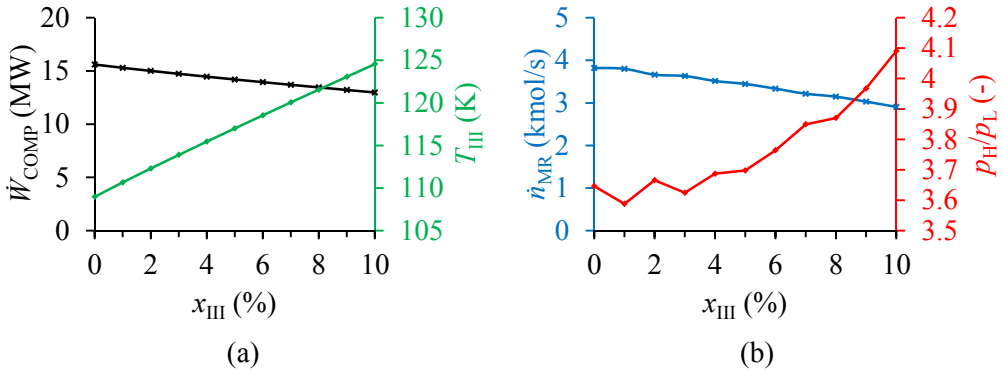 20
15
10
5
0
Ẇ_COMP (MW)
130
125
120
115
110
105
T_III (K)
0 2 4 6 8 10
x_III (%)
(a)
5
4
3
2
1
0
ṅ_MR (kmol/s)
4.2
4.1
4
3.9
3.8
3.7
3.6
3.5
p_H/p_L (-)
0 2 4 6 8 10
x_III (%)
(b)